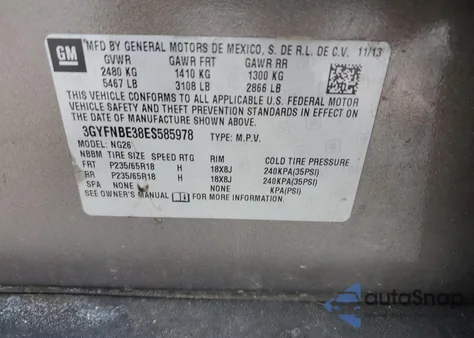 GM
MFD BY GENERAL MOTORS DE MEXICO, S. DE R.L. DE C.V. 11/13
GVWR GAWR FRT GAWR RR
2480 KG 1410 KG 1300 KG
5467 LB 3108 LB 2866 LB
THIS VEHICLE CONFORMS TO ALL APPLICABLE U.S. FEDERAL MOTOR
VEHICLE SAFETY, BUMPER, AND THEFT PREVENTION STANDARDS IN EFFECT ON
THE DATE OF MANUFACTURE SHOWN ABOVE.
3GYFNBE38ES585978 TYPE: M.P.V.
MODEL: NG26
NBBM TIRE SIZE SPEED RTG RIM COLD TIRE PRESSURE
FRT P235/65R18 H 18X8J 240KPA(35PSI)
RR P235/65R18 H 18X8J 240KPA(35PSI)
SPA NONE NONE KPA(PSI)
SEE OWNER'S MANUAL FOR MORE INFORMATION.
autoSnap